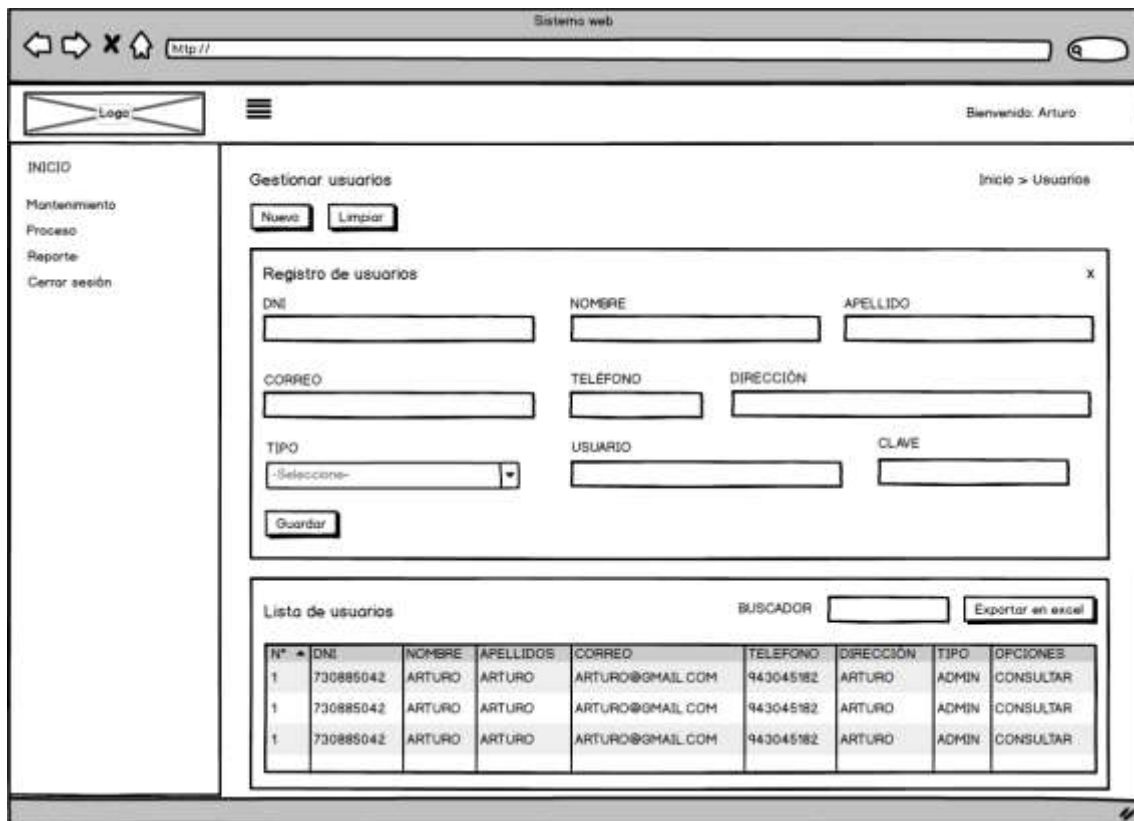 Sistema web
http://
Logo
Bienvenido: Arturo
INICIO
Mantenimiento
Proceso
Reporte
Cerrar sesión
Gestionar usuarios
Inicio > Usuarios
Nuevo Limpiar
Registro de usuarios
x
DNI NOMBRE APELLIDO
CORREO TELÉFONO DIRECCIÓN
TIPO USUARIO CLAVE
-Seleccione-
Guardar
Lista de usuarios BUSCADOR Exportar en excel
N° DNI NOMBRE APELLIDOS CORREO TELEFONO DIRECCIÓN TIPO OPCIONES
1 730885042 ARTURO ARTURO ARTURO@GMAIL.COM 943045182 ARTURO ADMIN CONSULTAR
1 730885042 ARTURO ARTURO ARTURO@GMAIL.COM 943045182 ARTURO ADMIN CONSULTAR
1 730885042 ARTURO ARTURO ARTURO@GMAIL.COM 943045182 ARTURO ADMIN CONSULTAR